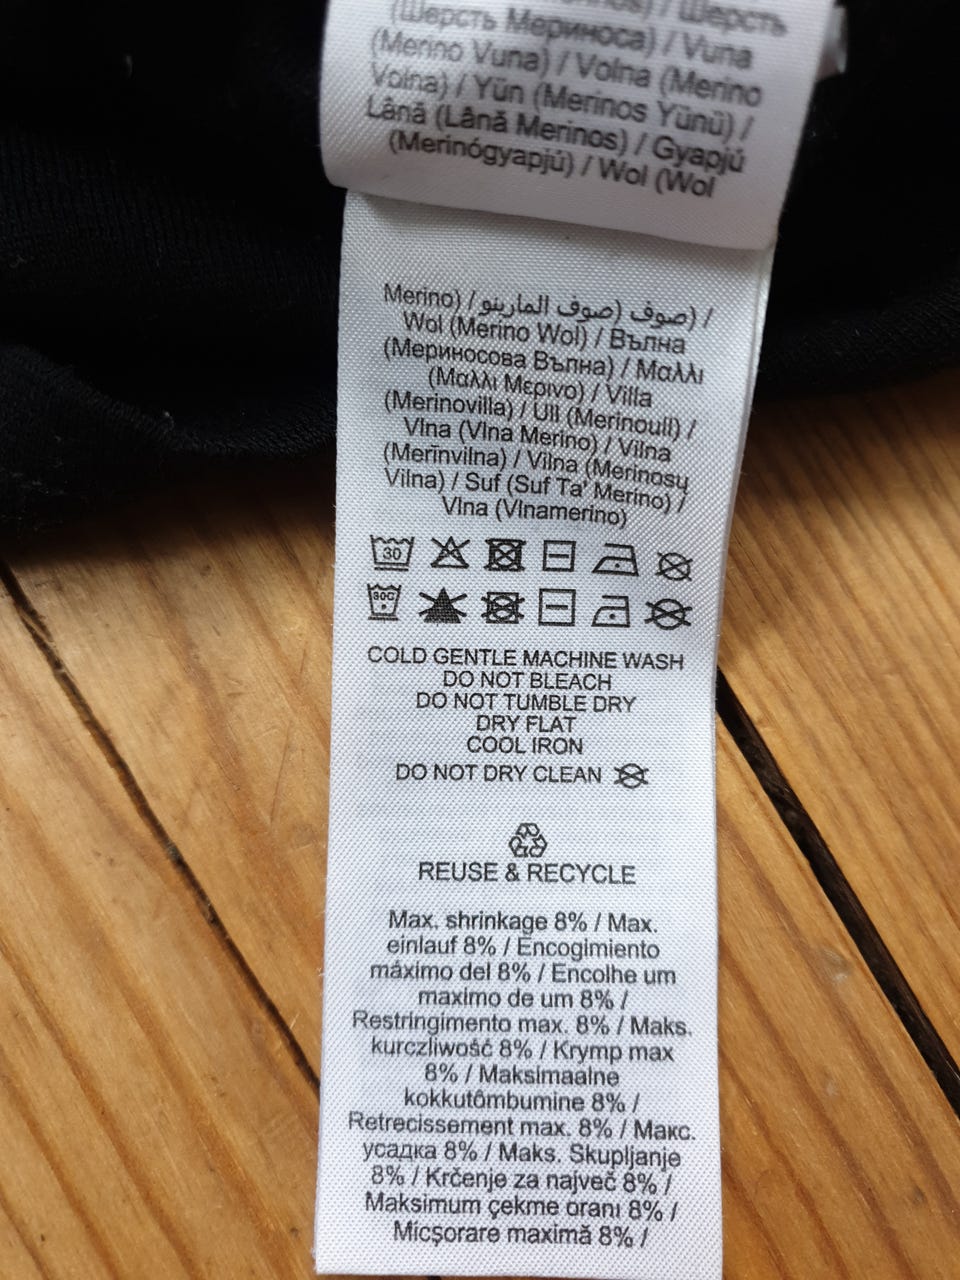 (Шерсть Мериноса) / Vuna
(Merino Vuna) / Volna (Merino
Volna) / Yün (Merinos Yünü) /
Lână (Lână Merinos) / Gyapjú
(Merinógyapjú) / Wol (Wol
Merino) / صوف (صوف المارينو) /
Wol (Merino Wol) / Вълна
(Мериносова Вълна) / Μαλλι
(Μαλλι Μερινο) / Villa
(Merinovilla) / Ull (Merinoull) /
Vlna (Vlna Merino) / Vilna
(Merinvilna) / Vilna (Merinosų
Vilna) / Suf (Suf Ta' Merino) /
Vlna (Vlnamerino)
30
30C
COLD GENTLE MACHINE WASH
DO NOT BLEACH
DO NOT TUMBLE DRY
DRY FLAT
COOL IRON
DO NOT DRY CLEAN
REUSE & RECYCLE
Max. shrinkage 8% / Max.
einlauf 8% / Encogimiento
máximo del 8% / Encolhe um
maximo de um 8% /
Restringimento max. 8% / Maks.
kurczliwość 8% / Krymp max
8% / Maksimaalne
kokkutõmbumine 8% /
Retrecissement max. 8% / Макс.
усадка 8% / Maks. Skupljanje
8% / Krčenje za največ 8% /
Maksimum çekme oranı 8% /
Micșorare maximă 8% /